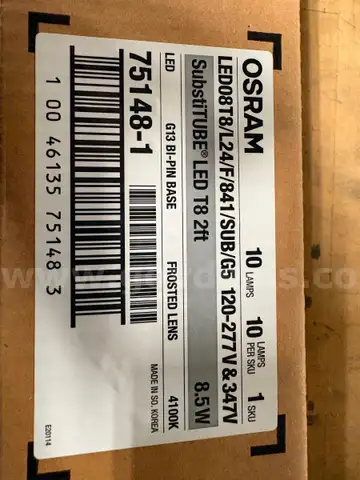 OSRAM
10 LAMPS
10 LAMPS PER SKU
1 SKU
LED08T8/L24/F/841/SUB/G5 120-277V & 347V
SubstiTUBE® LED T8 2ft
8.5W
LED
G13 BI-PIN BASE
FROSTED LENS
4100K
75148-1
MADE IN SO. KOREA
1 00 46135 75148 3
E20114